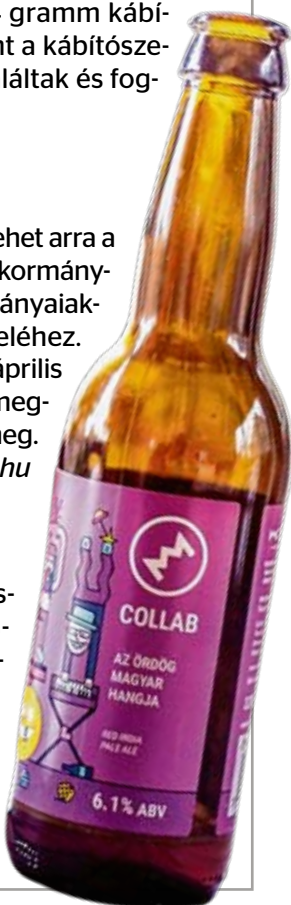 gramm kábí-
t a kábítósze-
láltak és fog-
ehet arra a
kormány-
ányaiak-
eléhez.
április
meg-
neg.
hu
s-
-
-
COLLAB
AZ ÖRDÖG
MAGYAR
HANGJA
RED INDIA
PALE ALE
6.1% ABV